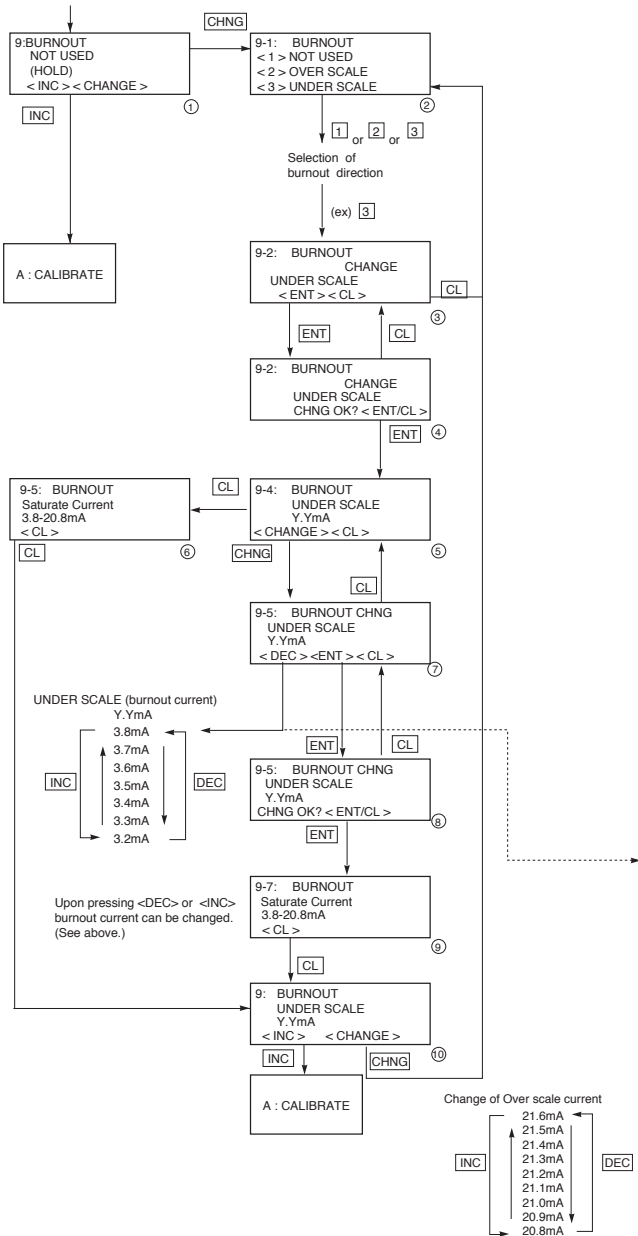 CHNG
9:BURNOUT
NOT USED
(HOLD)
< INC > < CHANGE >
①
9-1: BURNOUT
< 1 > NOT USED
< 2 > OVER SCALE
< 3 > UNDER SCALE
②
INC
1 or 2 or 3
Selection of
burnout direction
(ex) 3
A : CALIBRATE
9-2: BURNOUT
CHANGE
UNDER SCALE
< ENT > < CL >
③
CL
ENT
CL
9-2: BURNOUT
CHANGE
UNDER SCALE
CHNG OK? < ENT/CL >
④
ENT
9-5: BURNOUT
Saturate Current
3.8-20.8mA
< CL >
⑥
CL
9-4: BURNOUT
UNDER SCALE
Y.YmA
< CHANGE > < CL >
⑤
CL
CHNG
CL
9-5: BURNOUT CHNG
UNDER SCALE
Y.YmA
< DEC > <ENT > < CL >
⑦
UNDER SCALE (burnout current)
Y.YmA
3.8mA
3.7mA
3.6mA
3.5mA
3.4mA
3.3mA
3.2mA
INC
DEC
ENT
CL
9-5: BURNOUT CHNG
UNDER SCALE
Y.YmA
CHNG OK? < ENT/CL >
⑧
ENT
Upon pressing <DEC> or <INC>
burnout current can be changed.
(See above.)
9-7: BURNOUT
Saturate Current
3.8-20.8mA
< CL >
⑨
CL
9: BURNOUT
UNDER SCALE
Y.YmA
< INC > < CHANGE >
⑩
INC
CHNG
A : CALIBRATE
Change of Over scale current
21.6mA
21.5mA
21.4mA
21.3mA
21.2mA
21.1mA
21.0mA
20.9mA
20.8mA
INC
DEC